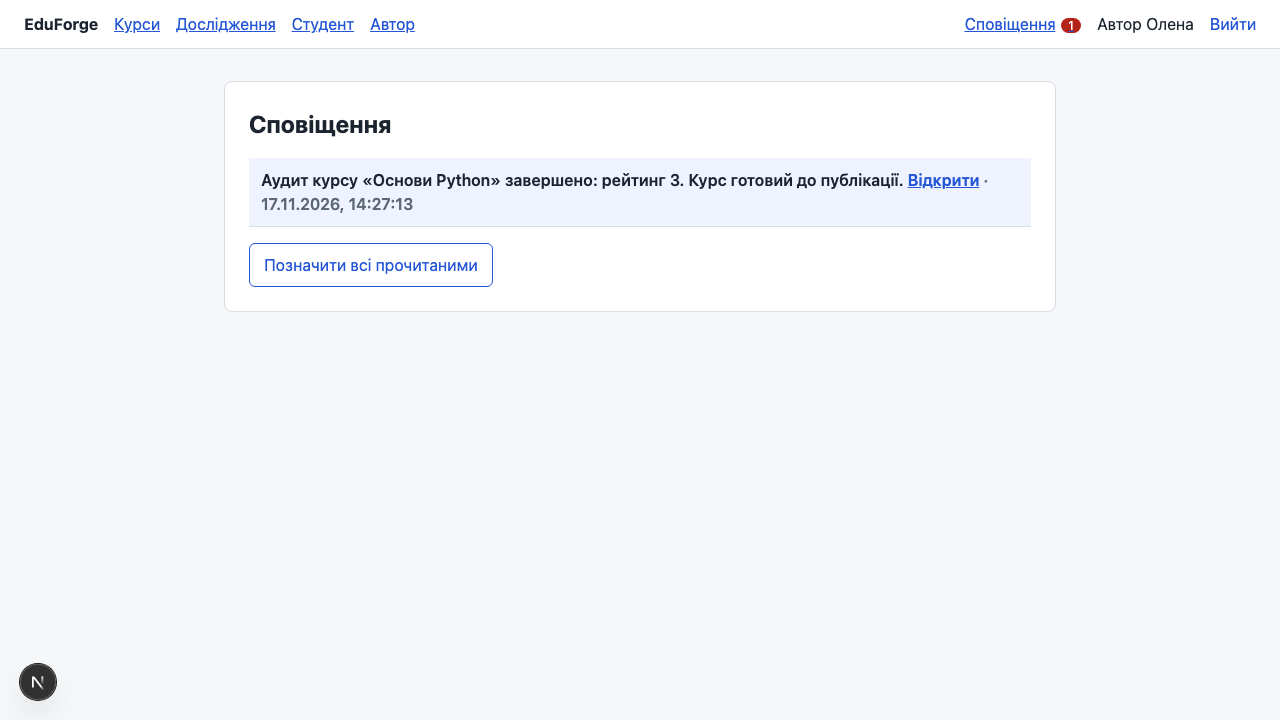 EduForge Курси Дослідження Студент Автор Сповіщення 1 Автор Олена Вийти
Сповіщення
Аудит курсу «Основи Python» завершено: рейтинг 3. Курс готовий до публікації. Відкрити ·
17.11.2026, 14:27:13
Позначити всі прочитаними
N